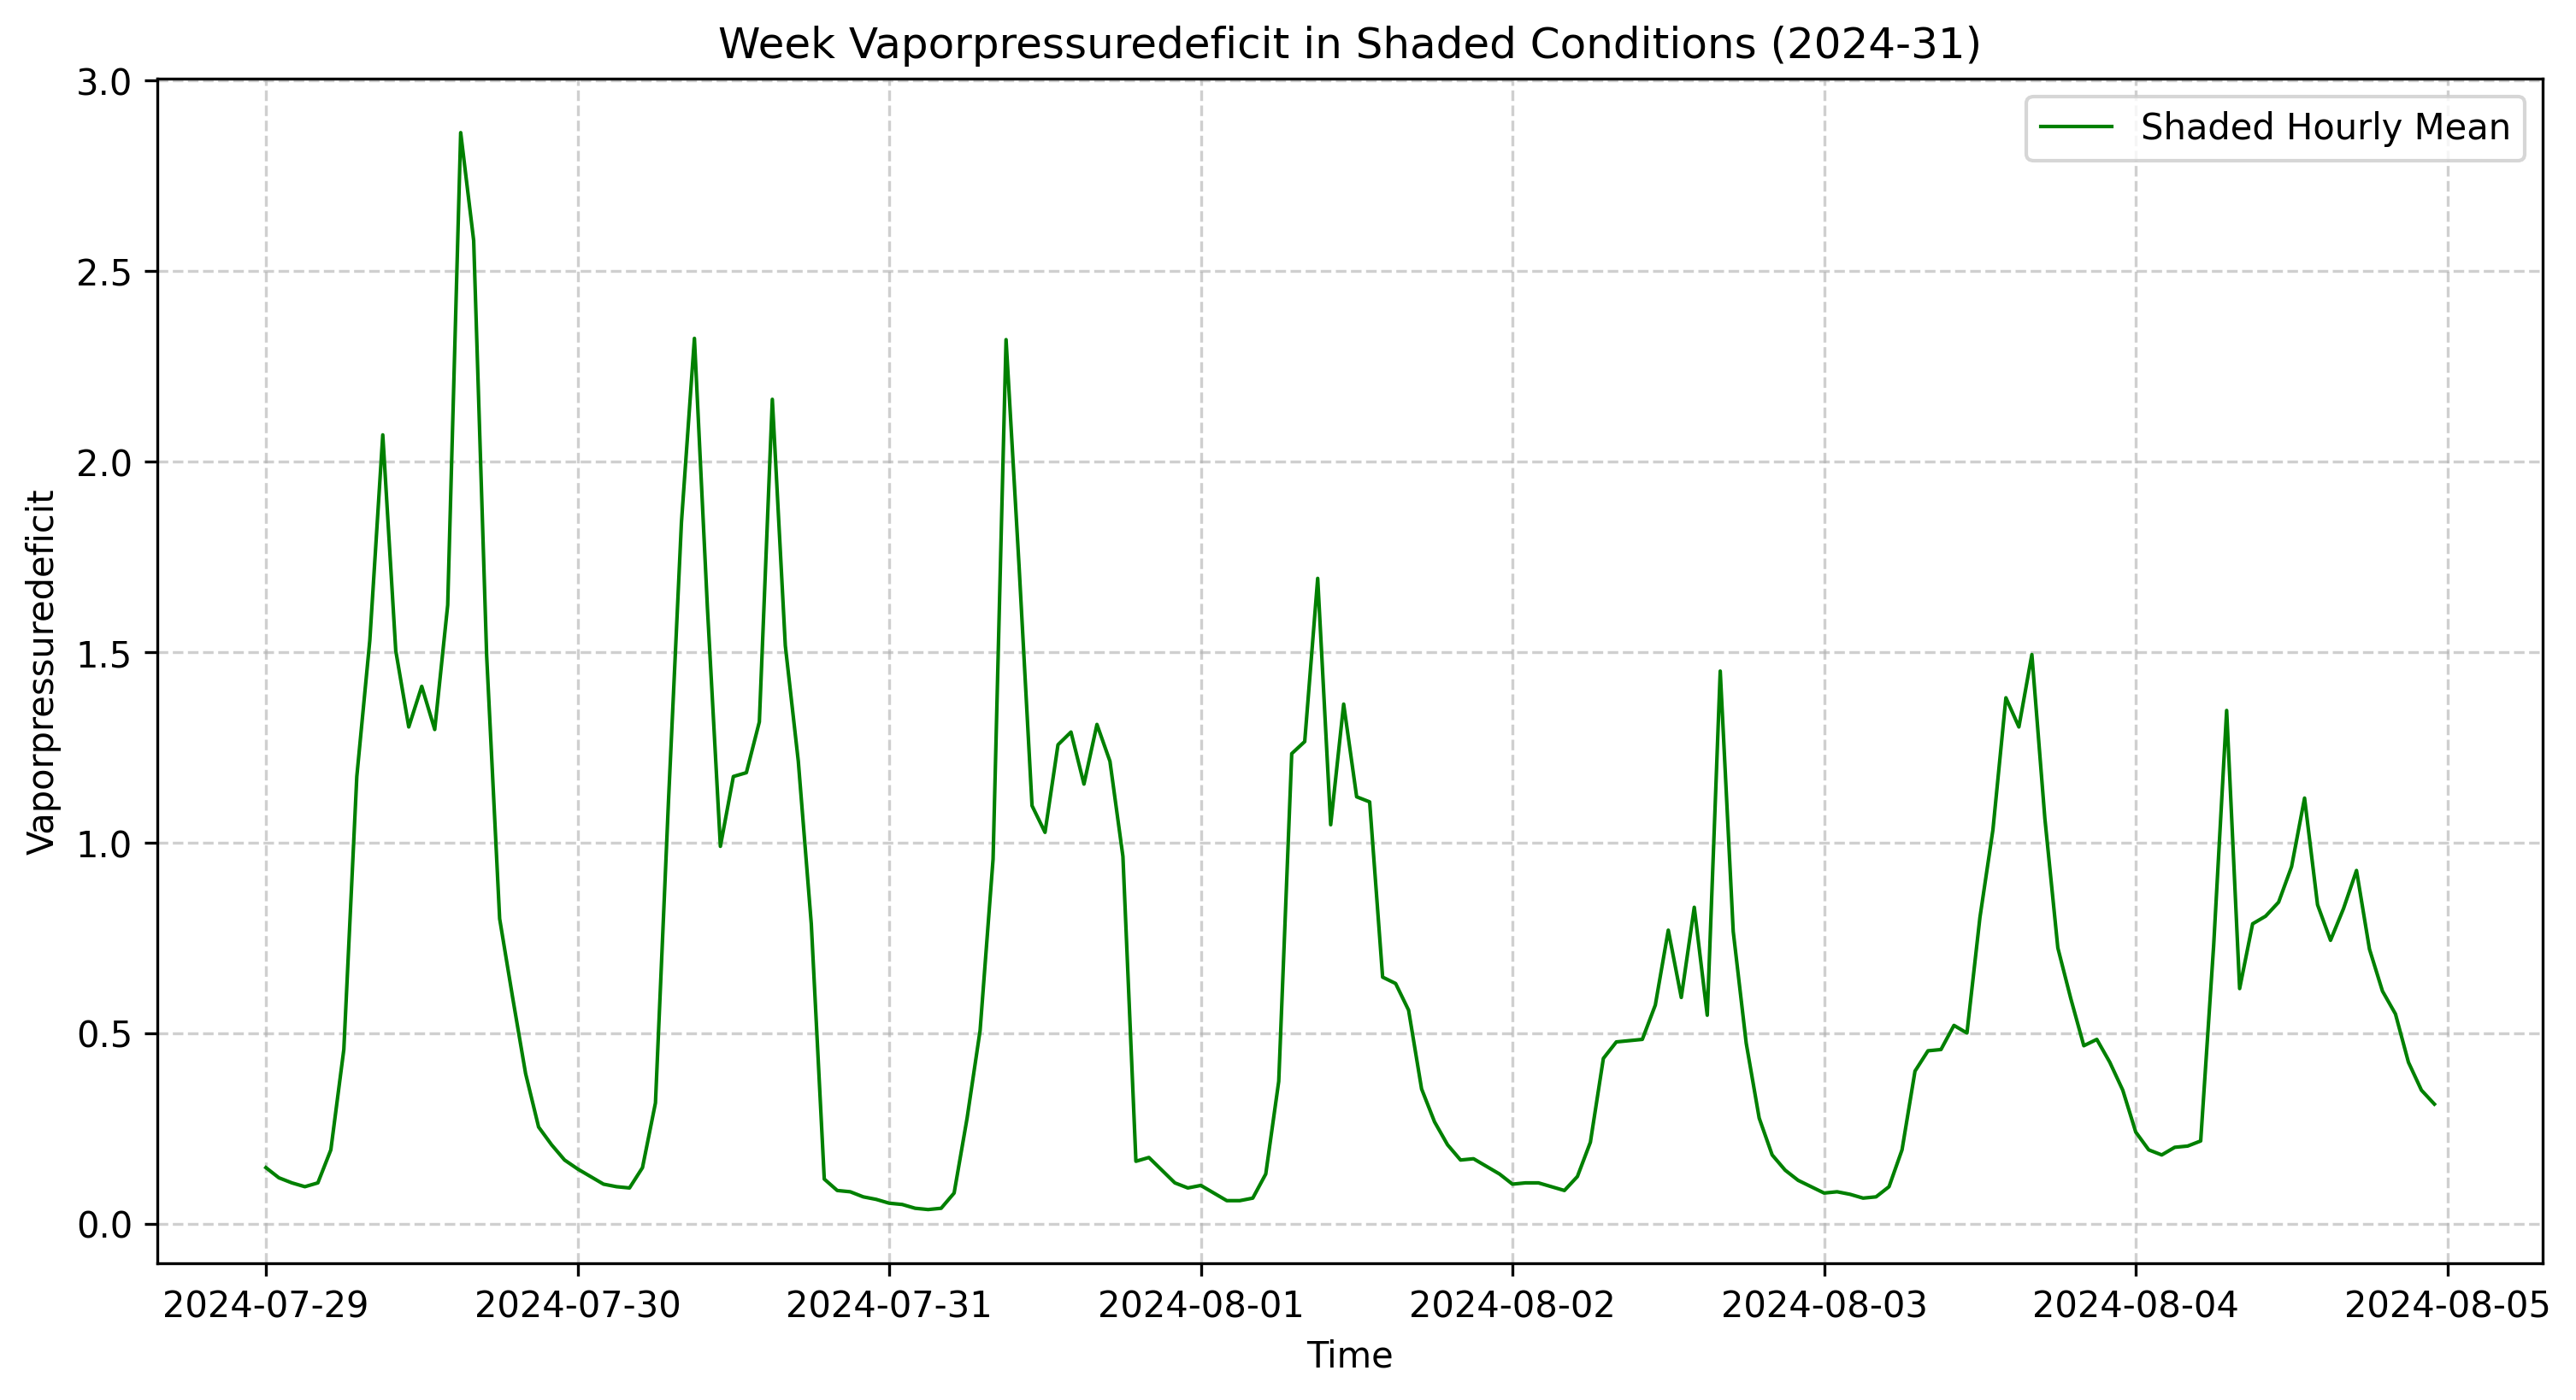 Week Vaporpressuredeficit in Shaded Conditions (2024-31)
Shaded Hourly Mean
Vaporpressuredeficit
3.0
2.5
2.0
1.5
1.0
0.5
0.0
2024-07-29 2024-07-30 2024-07-31 2024-08-01 2024-08-02 2024-08-03 2024-08-04 2024-08-05
Time